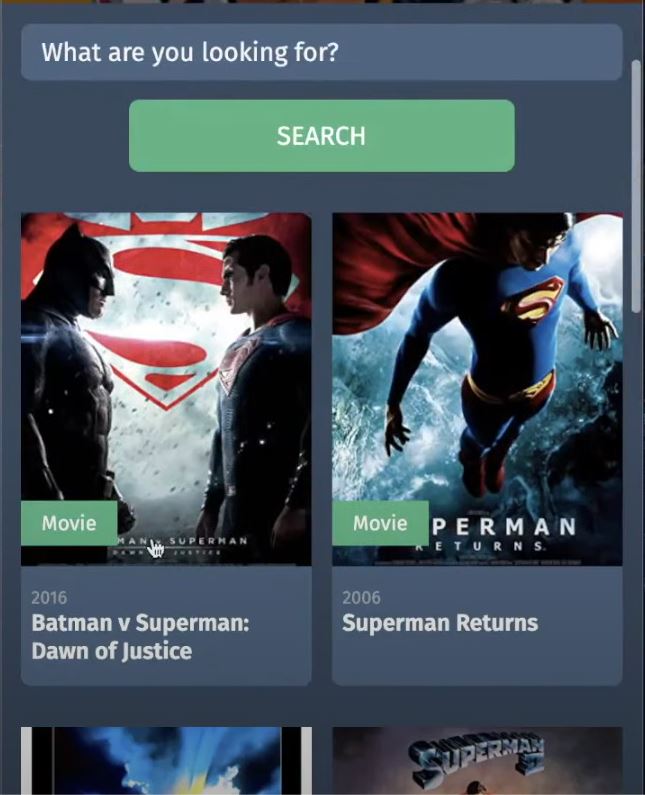 What are you looking for?
SEARCH
Movie
MAN v SUPERMAN
DAWN OF JUSTICE
2016
Batman v Superman:
Dawn of Justice
Movie
PERMAN
RETURNS
2006
Superman Returns
SUPERMAN
II